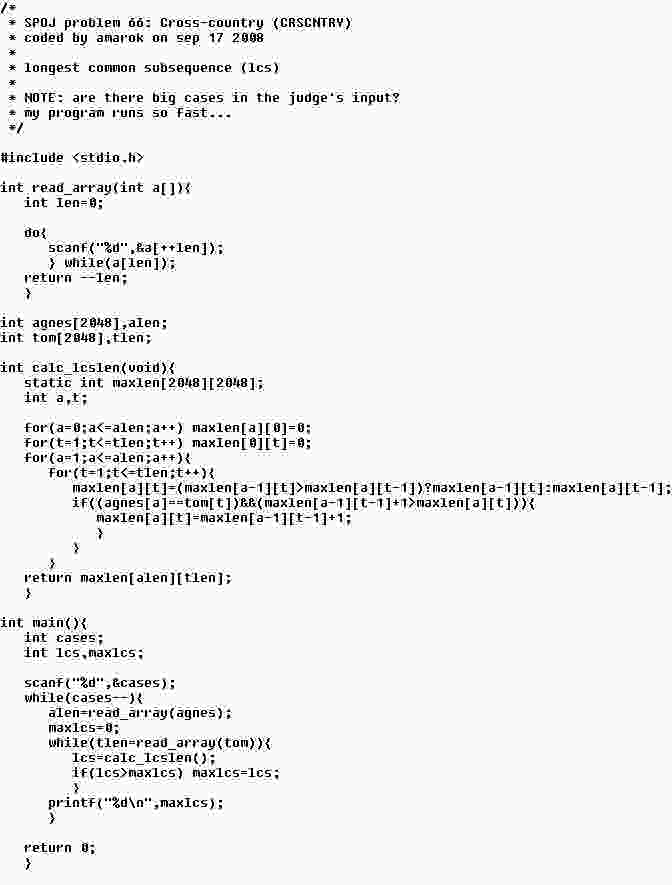 /*
 * SPOJ problem 66: Cross-country (CRSCNTRY)
 * coded by amarok on sep 17 2008
 *
 * longest common subsequence (lcs)
 *
 * NOTE: are there big cases in the judge's input?
 * my program runs so fast...
 */

#include <stdio.h>

int read_array(int a[]){
   int len=0;

   do{
      scanf("%d",&a[++len]);
      } while(a[len]);
   return --len;
   }

int agnes[2048],alen;
int tom[2048],tlen;

int calc_lcslen(void){
   static int maxlen[2048][2048];
   int a,t;

   for(a=0;a<=alen;a++) maxlen[a][0]=0;
   for(t=1;t<=tlen;t++) maxlen[0][t]=0;
   for(a=1;a<=alen;a++){
      for(t=1;t<=tlen;t++){
         maxlen[a][t]=(maxlen[a-1][t]>maxlen[a][t-1])?maxlen[a-1][t]:maxlen[a][t-1];
         if((agnes[a]==tom[t])&&(maxlen[a-1][t-1]+1>maxlen[a][t])){
            maxlen[a][t]=maxlen[a-1][t-1]+1;
            }
         }
      }
   return maxlen[alen][tlen];
   }

int main(){
   int cases;
   int lcs,maxlcs;

   scanf("%d",&cases);
   while(cases--){
      alen=read_array(agnes);
      maxlcs=0;
      while(tlen=read_array(tom)){
         lcs=calc_lcslen();
         if(lcs>maxlcs) maxlcs=lcs;
         }
      printf("%d\n",maxlcs);
      }

   return 0;
   }